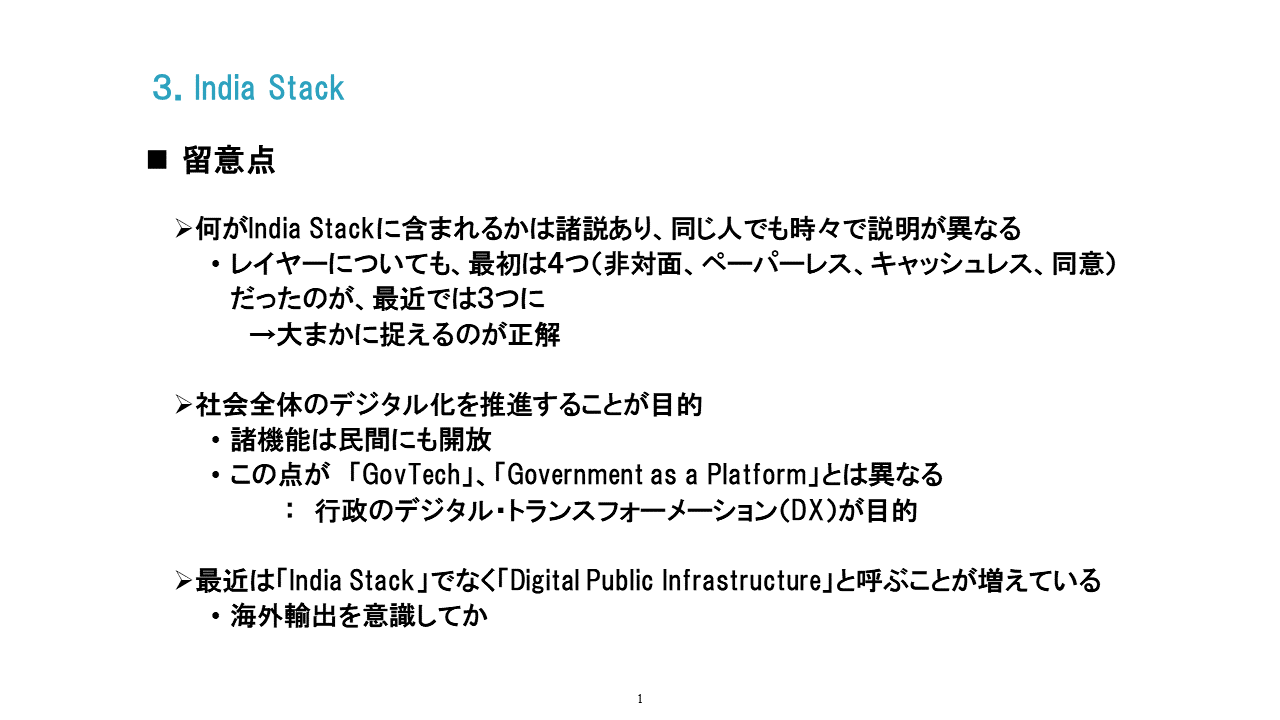 ３．India Stack
■ 留意点
➢何がIndia Stackに含まれるかは諸説あり、同じ人でも時々で説明が異なる
・レイヤーについても、最初は４つ（非対面、ペーパーレス、キャッシュレス、同意）
だったのが、最近では３つに
→大まかに捉えるのが正解
➢社会全体のデジタル化を推進することが目的
・諸機能は民間にも開放
・この点が 「GovTech」、「Government as a Platform」とは異なる
： 行政のデジタル・トランスフォーメーション（DX）が目的
➢最近は「India Stack」でなく「Digital Public Infrastructure」と呼ぶことが増えている
・海外輸出を意識してか
1